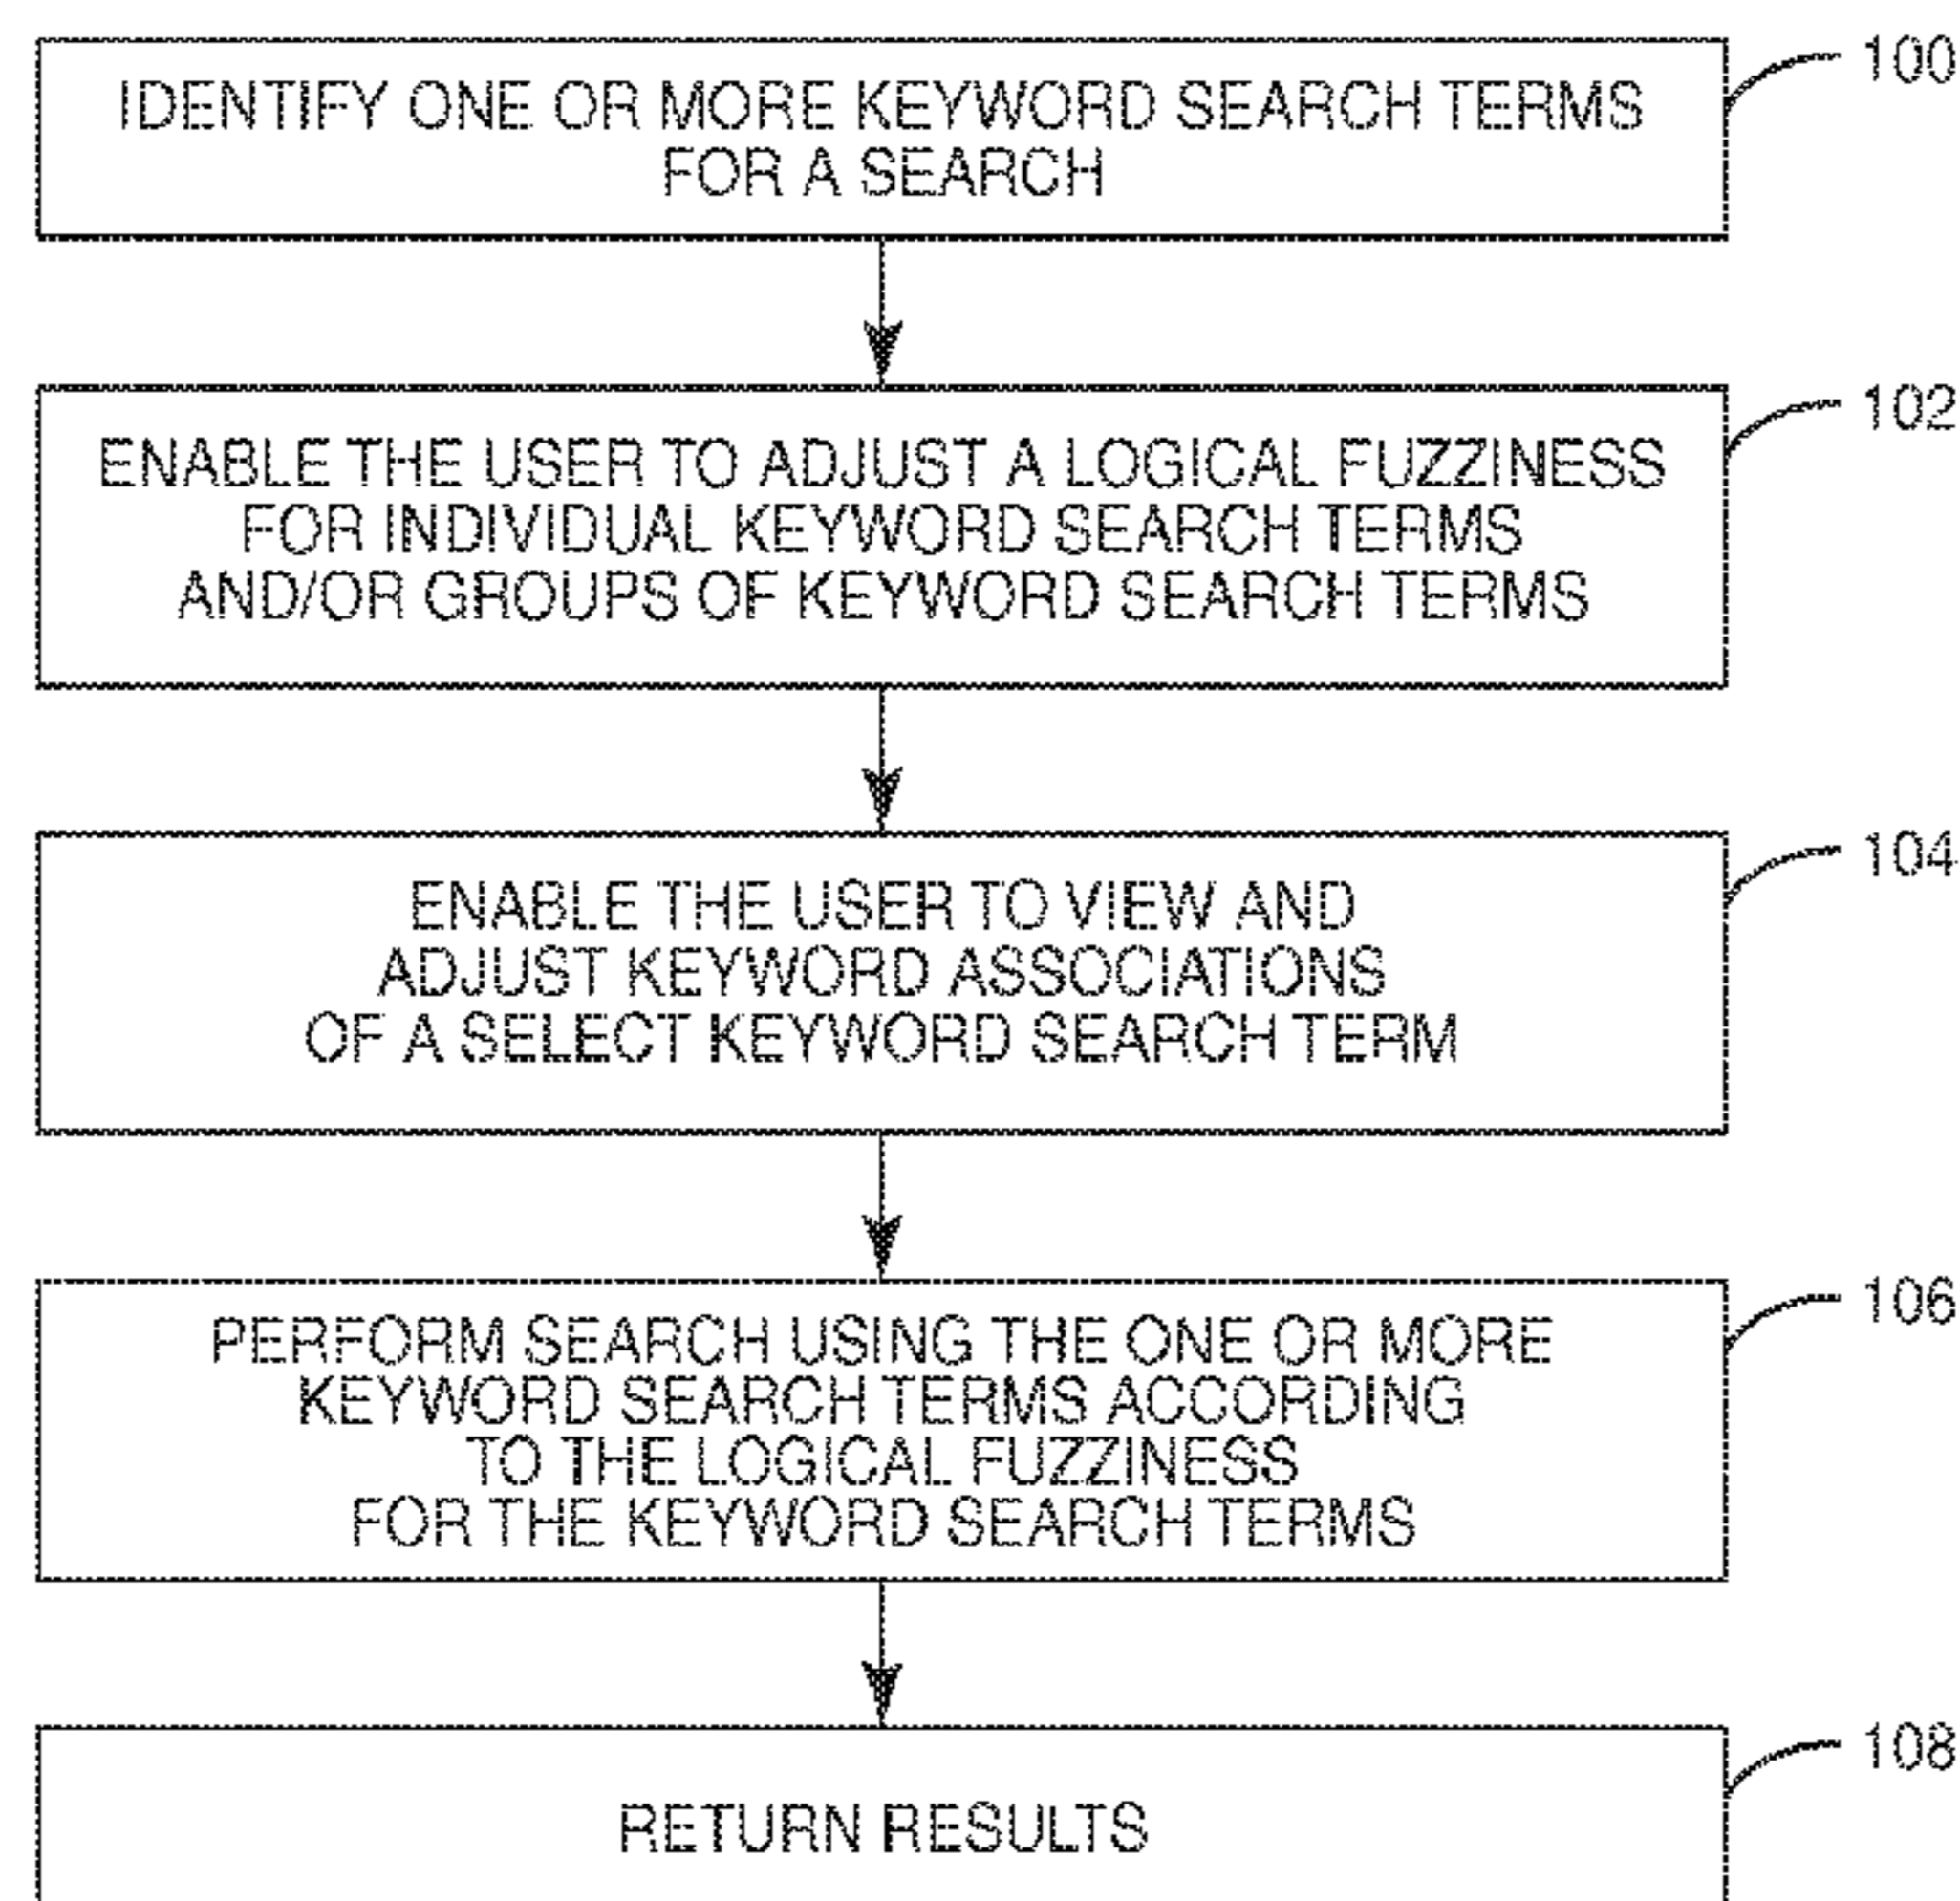 IDENTIFY ONE OR MORE KEYWORD SEARCH TERMS
FOR A SEARCH
100
ENABLE THE USER TO ADJUST A LOGICAL FUZZINESS
FOR INDIVIDUAL KEYWORD SEARCH TERMS
AND/OR GROUPS OF KEYWORD SEARCH TERMS
102
ENABLE THE USER TO VIEW AND
ADJUST KEYWORD ASSOCIATIONS
OF A SELECT KEYWORD SEARCH TERM
104
PERFORM SEARCH USING THE ONE OR MORE
KEYWORD SEARCH TERMS ACCORDING
TO THE LOGICAL FUZZINESS
FOR THE KEYWORD SEARCH TERMS
106
RETURN RESULTS
108